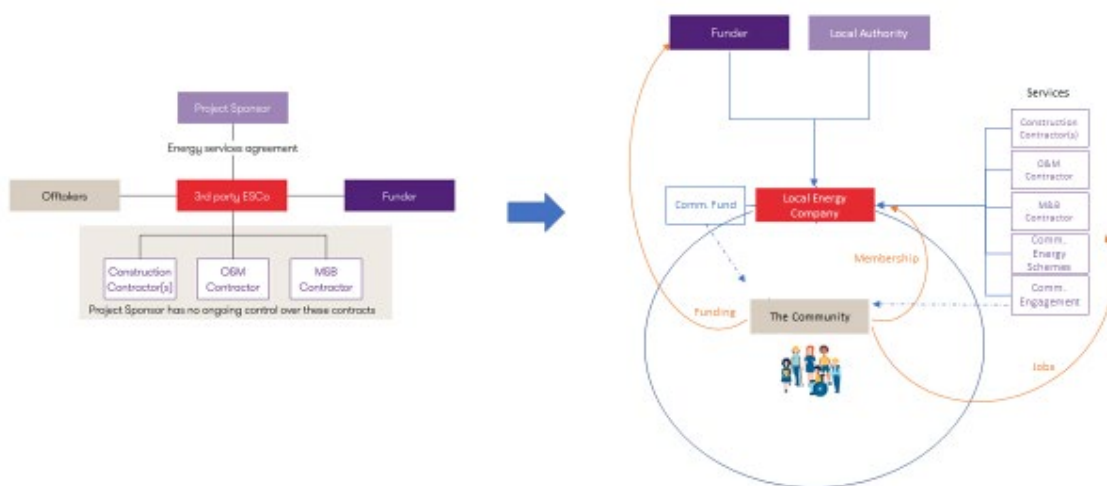 Project Sponsor
Energy services agreement
Offtakers
3rd party ESCo
Funder
Construction
Contractor(s)
O&M
Contractor
M&B
Contractor
Project Sponsor has no ongoing control over these contracts
Funder
Local Authority
Services
Construction
Contractor(s)
O&M
Contractor
M&B
Contractor
Comm.
Energy
Schemes
Comm.
Engagement
Comm. Fund
Local Energy
Company
Membership
Funding
The Community
Jobs